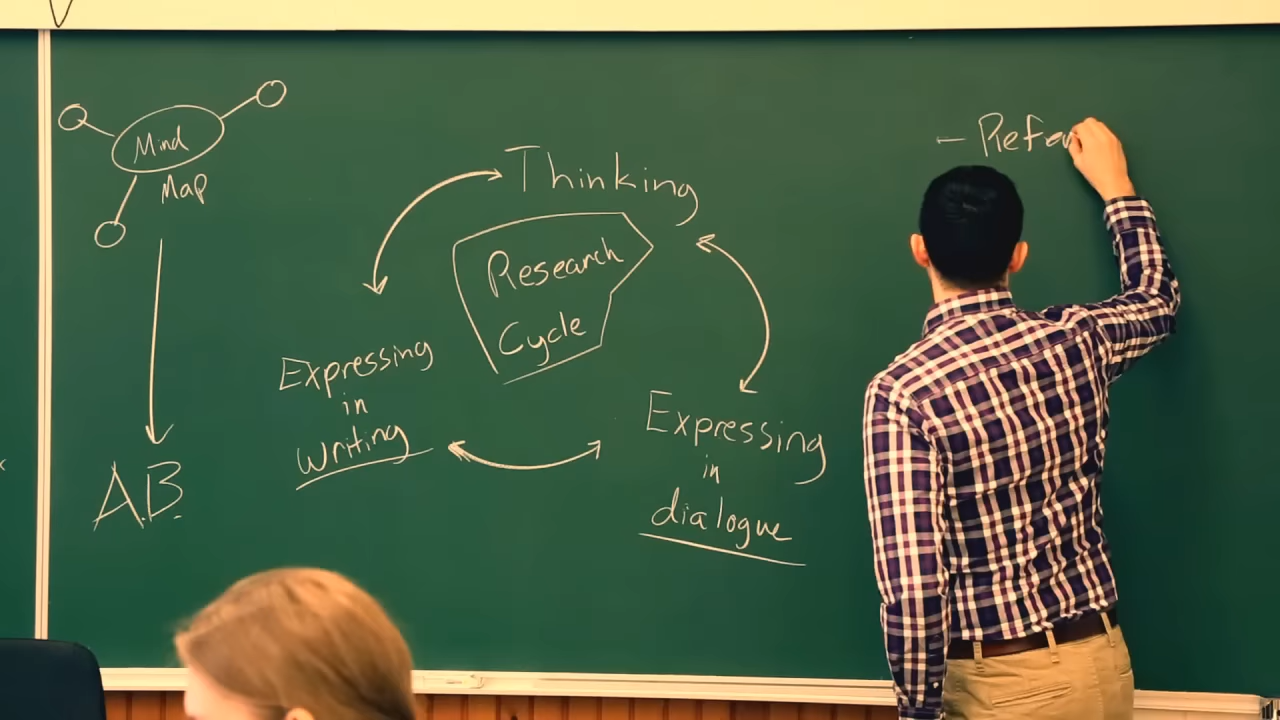 Mind
Map
A.B.
Thinking
Research
Cycle
Expressing
in
writing
Expressing
in
dialogue